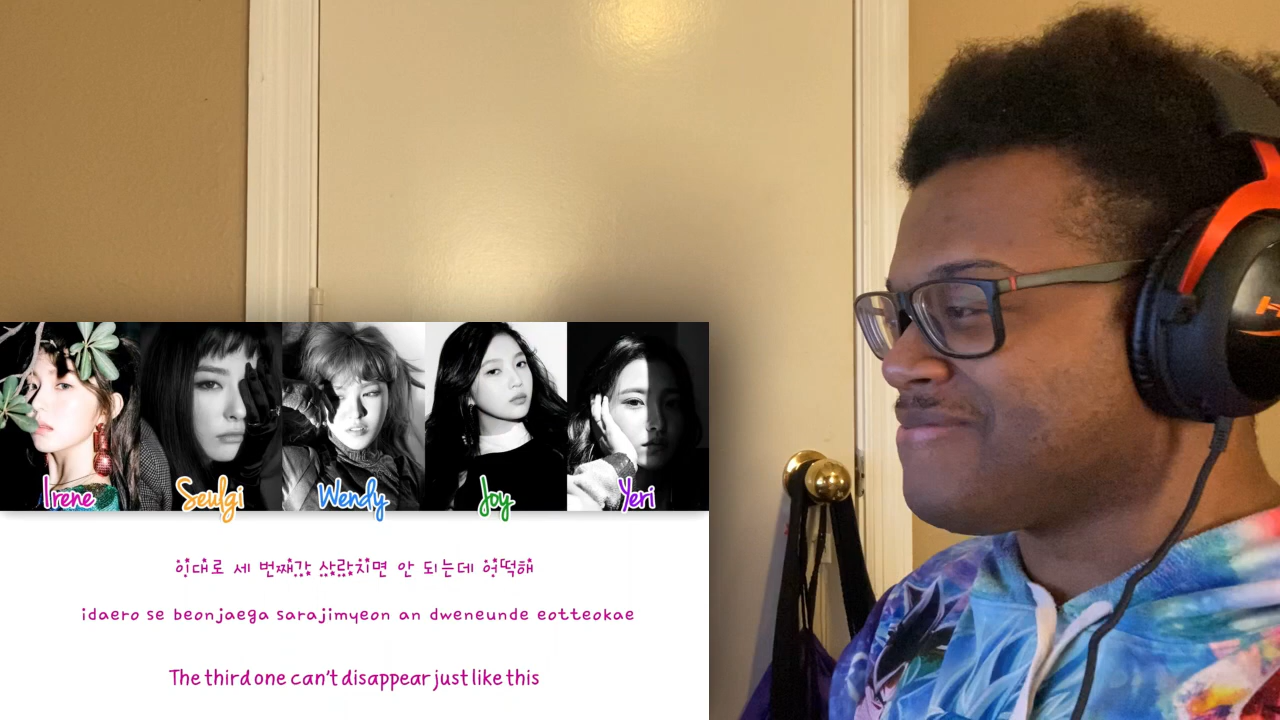 Irene Seulgi Wendy Joy Yeri
이대로 세 번째가 사라지면 안 되는데 어떡해
idaero se beonjaega sarajimyeon an dweneunde eotteokae
The third one can't disappear just like this